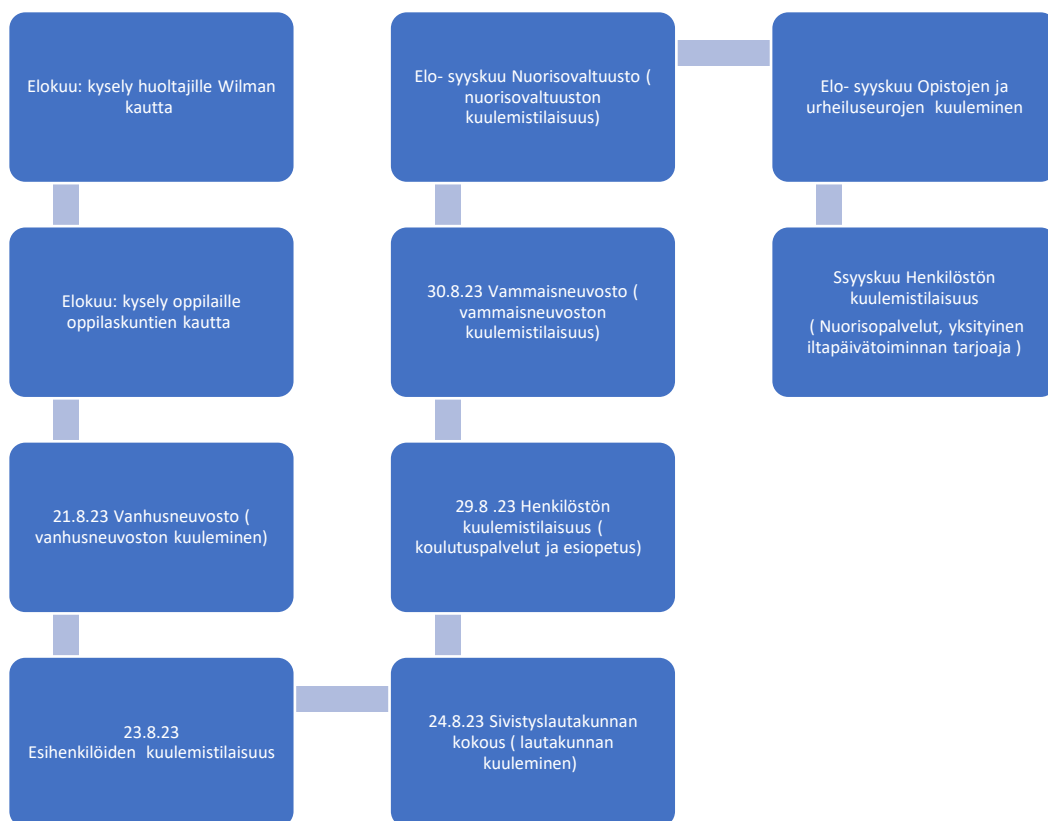 Elokuu: kysely huoltajille Wilman
kautta
Elokuu: kysely oppilaille
oppilaskuntien kautta
21.8.23 Vanhusneuvosto (
vanhusneuvoston kuuleminen)
23.8.23
Esihenkilöiden kuulemistilaisuus
24.8.23 Sivistyslautakunnan
kokous ( lautakunnan
kuuleminen)
29.8 .23 Henkilöstön
kuulemistilaisuus (
koulutuspalvelut ja esiopetus)
30.8.23 Vammaisneuvosto (
vammaisneuvoston
kuulemistilaisuus)
Elo- syyskuu Nuorisovaltuusto (
nuorisovaltuuston
kuulemistilaisuus)
Elo- syyskuu Opistojen ja
urheiluseurojen kuuleminen
Ssyyskuu Henkilöstön
kuulemistilaisuus
( Nuorisopalvelut, yksityinen
iltapäivätoiminnan tarjoaja )